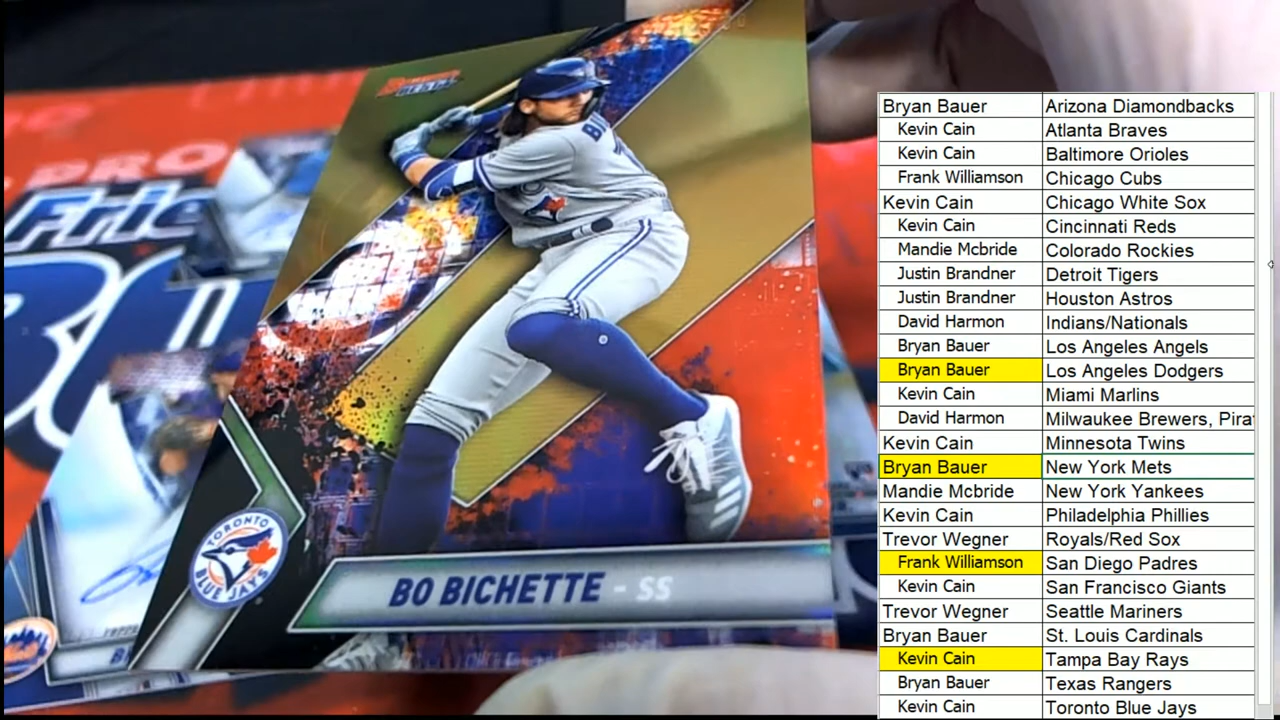 PRO
Eric
BOWMAN'S
BEST
TORONTO
BLUE JAYS
BO BICHETTE - SS
Bryan Bauer Arizona Diamondbacks
Kevin Cain Atlanta Braves
Kevin Cain Baltimore Orioles
Frank Williamson Chicago Cubs
Kevin Cain Chicago White Sox
Kevin Cain Cincinnati Reds
Mandie Mcbride Colorado Rockies
Justin Brandner Detroit Tigers
Justin Brandner Houston Astros
David Harmon Indians/Nationals
Bryan Bauer Los Angeles Angels
Bryan Bauer Los Angeles Dodgers
Kevin Cain Miami Marlins
David Harmon Milwaukee Brewers, Pira
Kevin Cain Minnesota Twins
Bryan Bauer New York Mets
Mandie Mcbride New York Yankees
Kevin Cain Philadelphia Phillies
Trevor Wegner Royals/Red Sox
Frank Williamson San Diego Padres
Kevin Cain San Francisco Giants
Trevor Wegner Seattle Mariners
Bryan Bauer St. Louis Cardinals
Kevin Cain Tampa Bay Rays
Bryan Bauer Texas Rangers
Kevin Cain Toronto Blue Jays